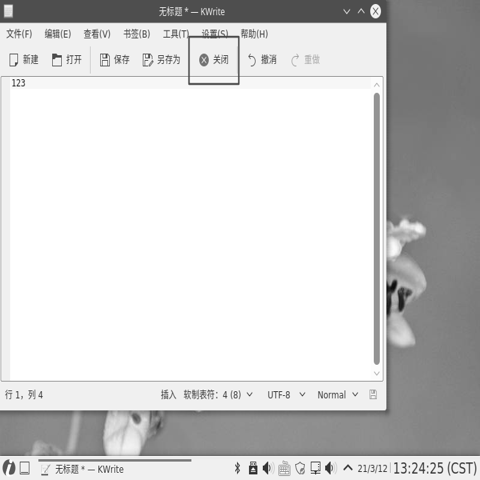 无标题 * — KWrite
文件(F) 编辑(E) 查看(V) 书签(B) 工具(T) 设置(S) 帮助(H)
新建 打开 保存 另存为 关闭 撤消 重做
123
行 1，列 4 插入 软制表符：4 (8) UTF-8 Normal
无标题 * — KWrite 21/3/12 13:24:25 (CST)